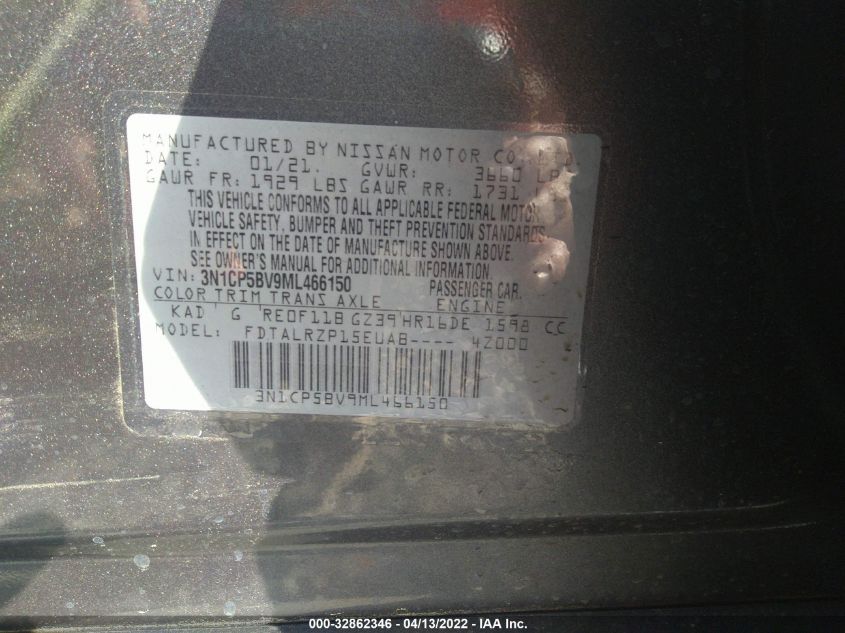 MANUFACTURED BY NISSAN MOTOR CO., LTD.
DATE: 01/21. GVWR: 3660 LBS
GAWR FR: 1929 LBS GAWR RR: 1731
THIS VEHICLE CONFORMS TO ALL APPLICABLE FEDERAL MOTOR
VEHICLE SAFETY, BUMPER AND THEFT PREVENTION STANDARDS
IN EFFECT ON THE DATE OF MANUFACTURE SHOWN ABOVE.
SEE OWNER'S MANUAL FOR ADDITIONAL INFORMATION.
VIN: 3N1CP5BV9ML466150 PASSENGER CAR.
COLOR TRIM TRANS AXLE ENGINE
KAD G RE0F11B GZ39 HR16DE 1598 CC
MODEL: FDTALRZP15EUAB---- 4Z000
3N1CP5BV9ML466150
000-32862346 - 04/13/2022 - IAA Inc.